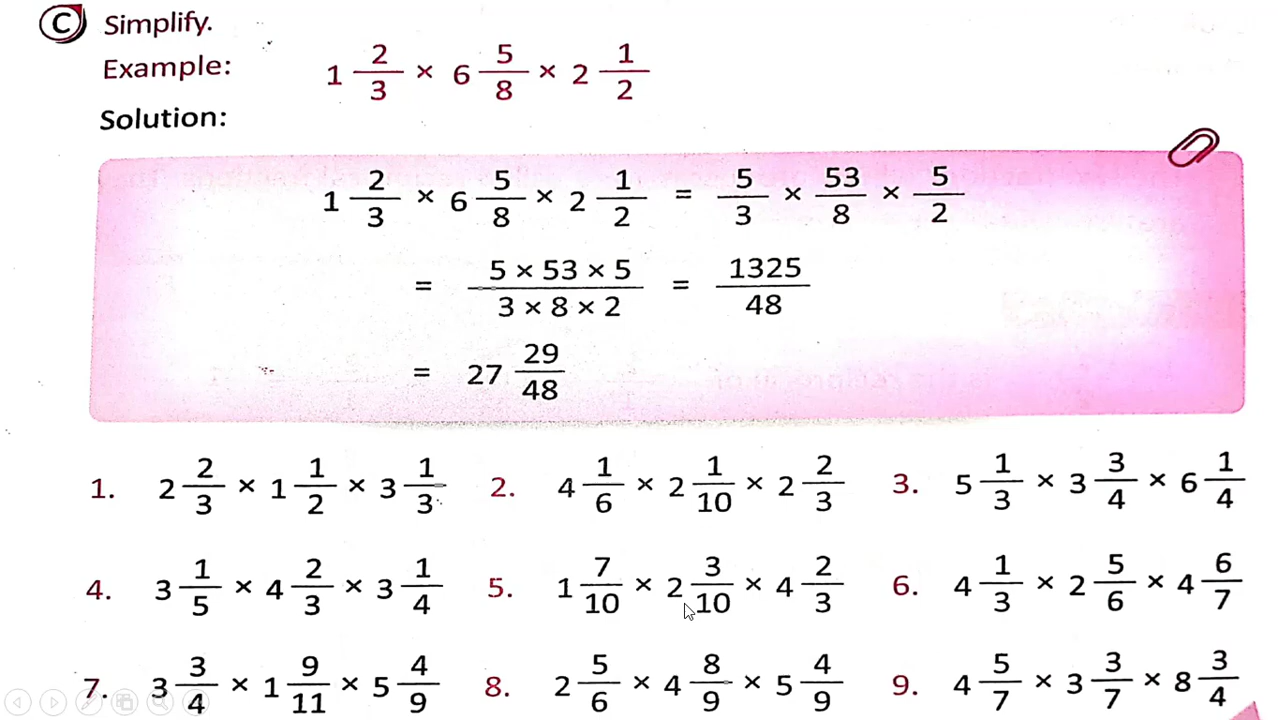 C Simplify.
Example: 1 2/3 × 6 5/8 × 2 1/2
Solution:
1 2/3 × 6 5/8 × 2 1/2 = 5/3 × 53/8 × 5/2
= (5 × 53 × 5)/(3 × 8 × 2) = 1325/48
= 27 29/48
1. 2 2/3 × 1 1/2 × 3 1/3 2. 4 1/6 × 2 1/10 × 2 2/3 3. 5 1/3 × 3 3/4 × 6 1/4
4. 3 1/5 × 4 2/3 × 3 1/4 5. 1 7/10 × 2 3/10 × 4 2/3 6. 4 1/3 × 2 5/6 × 4 6/7
7. 3 3/4 × 1 9/11 × 5 4/9 8. 2 5/6 × 4 8/9 × 5 4/9 9. 4 5/7 × 3 3/7 × 8 3/4